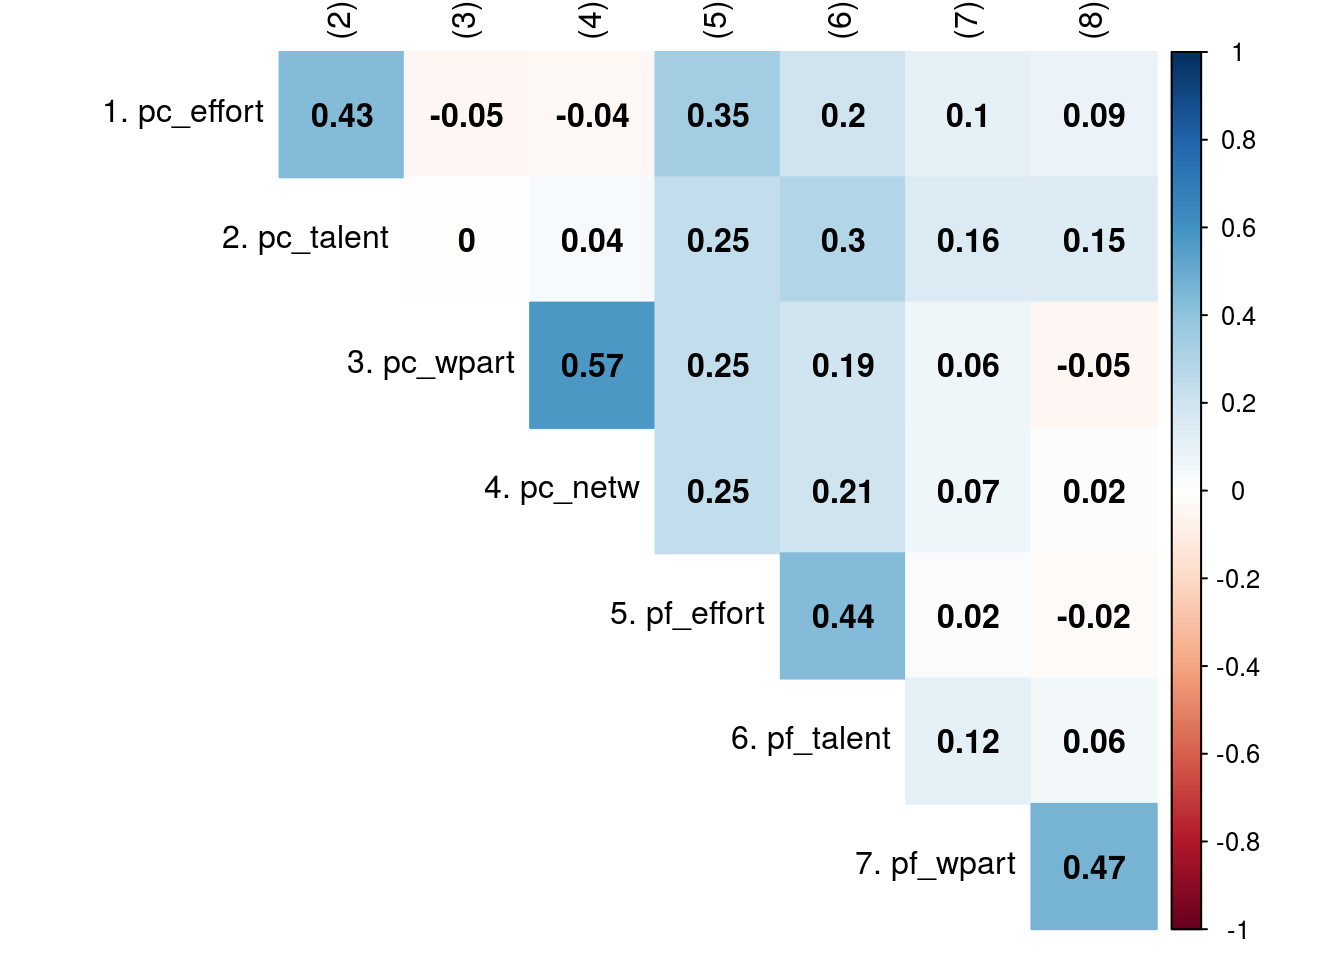 (2) (3) (4) (5) (6) (7) (8)
1. pc_effort 0.43 -0.05 -0.04 0.35 0.2 0.1 0.09
2. pc_talent 0 0.04 0.25 0.3 0.16 0.15
3. pc_wpart 0.57 0.25 0.19 0.06 -0.05
4. pc_netw 0.25 0.21 0.07 0.02
5. pf_effort 0.44 0.02 -0.02
6. pf_talent 0.12 0.06
7. pf_wpart 0.47
1
0.8
0.6
0.4
0.2
0
-0.2
-0.4
-0.6
-0.8
-1